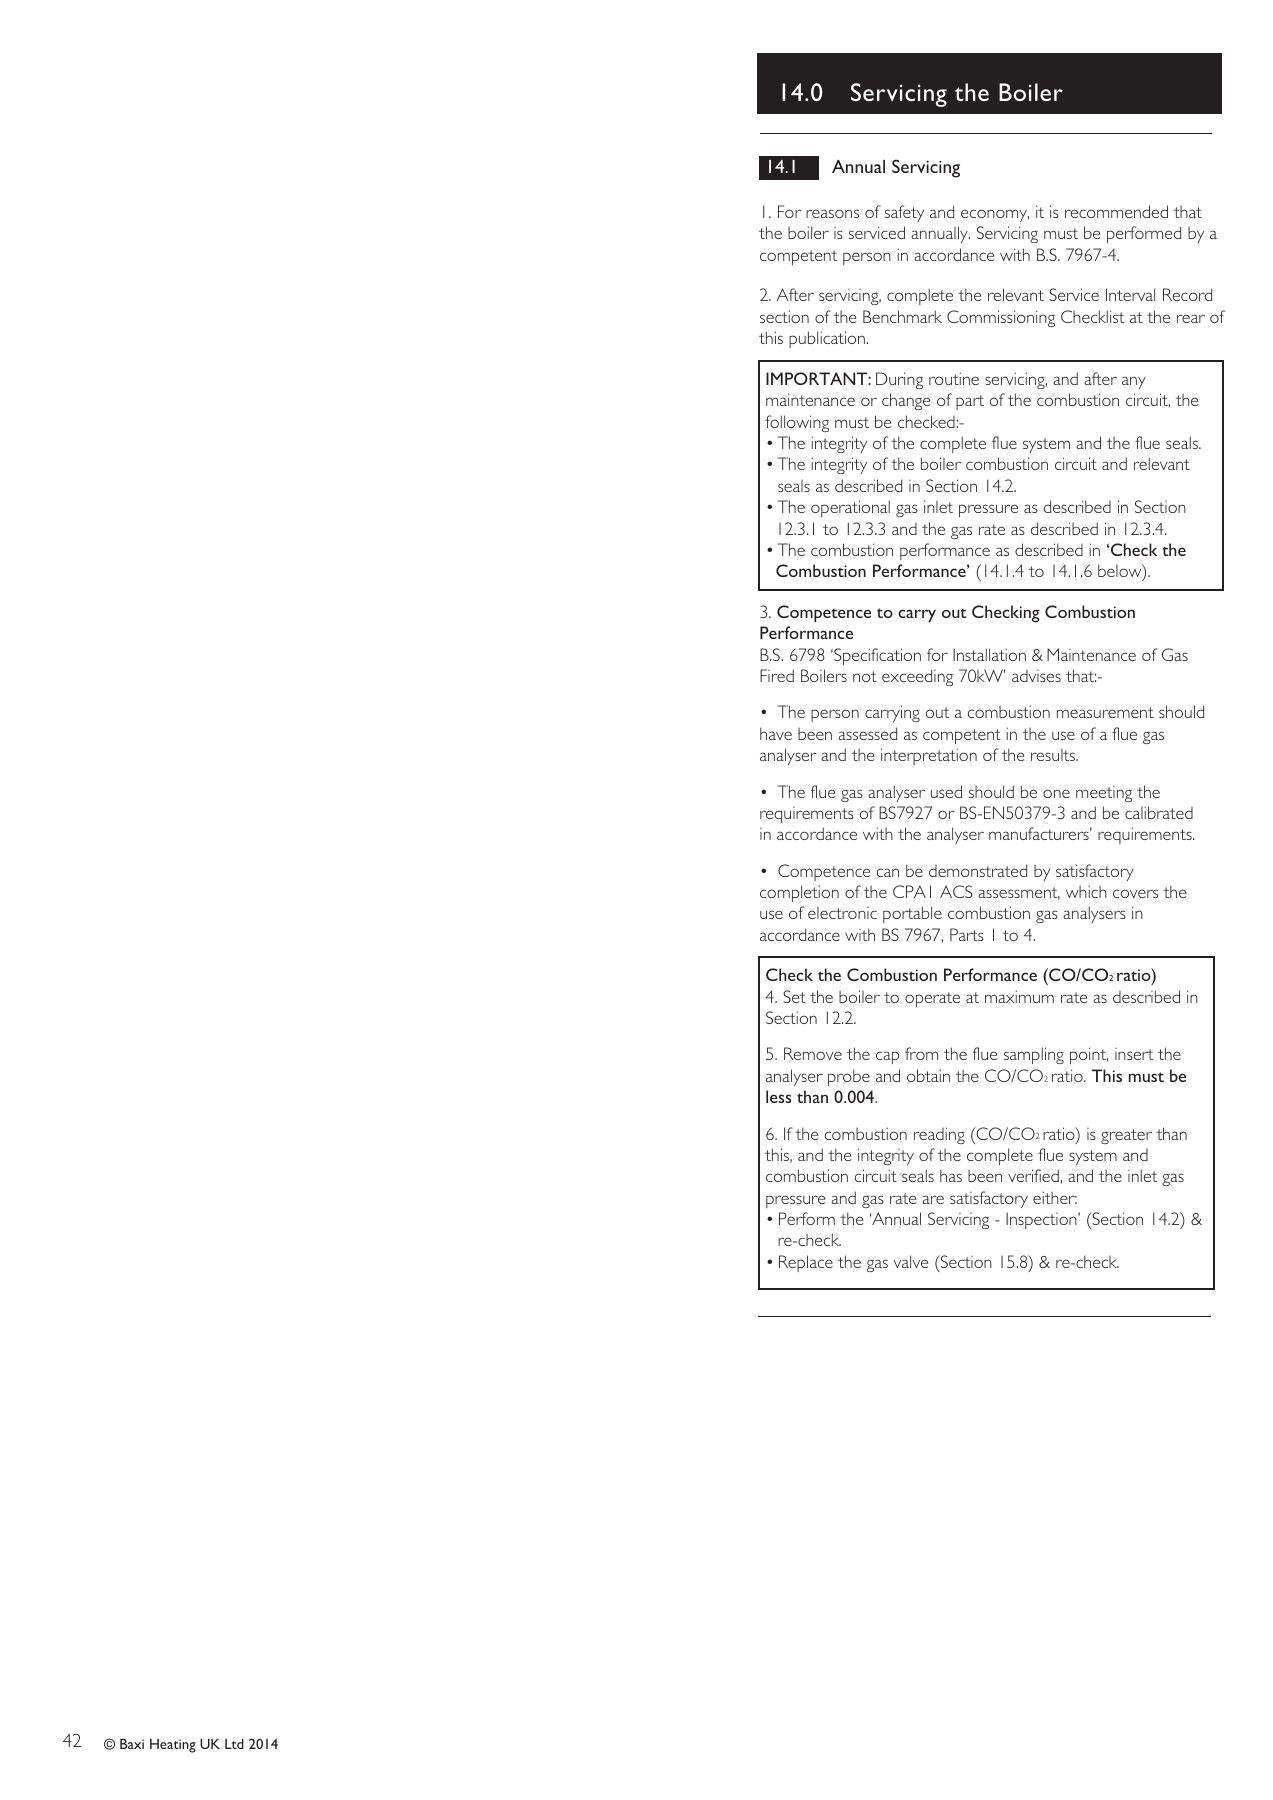 14.0 Servicing the Boiler
14.1 Annual Servicing
1. For reasons of safety and economy, it is recommended that
the boiler is serviced annually. Servicing must be performed by a
competent person in accordance with B.S. 7967-4.
2. After servicing, complete the relevant Service Interval Record
section of the Benchmark Commissioning Checklist at the rear of
this publication.
IMPORTANT: During routine servicing, and after any
maintenance or change of part of the combustion circuit, the
following must be checked:-
• The integrity of the complete flue system and the flue seals.
• The integrity of the boiler combustion circuit and relevant
seals as described in Section 14.2.
• The operational gas inlet pressure as described in Section
12.3.1 to 12.3.3 and the gas rate as described in 12.3.4.
• The combustion performance as described in ‘Check the
Combustion Performance’ (14.1.4 to 14.1.6 below).
3. Competence to carry out Checking Combustion
Performance
B.S. 6798 ‘Specification for Installation & Maintenance of Gas
Fired Boilers not exceeding 70kW’ advises that:-
• The person carrying out a combustion measurement should
have been assessed as competent in the use of a flue gas
analyser and the interpretation of the results.
• The flue gas analyser used should be one meeting the
requirements of BS7927 or BS-EN50379-3 and be calibrated
in accordance with the analyser manufacturers’ requirements.
• Competence can be demonstrated by satisfactory
completion of the CPA1 ACS assessment, which covers the
use of electronic portable combustion gas analysers in
accordance with BS 7967, Parts 1 to 4.
Check the Combustion Performance (CO/CO₂ ratio)
4. Set the boiler to operate at maximum rate as described in
Section 12.2.
5. Remove the cap from the flue sampling point, insert the
analyser probe and obtain the CO/CO₂ ratio. This must be
less than 0.004.
6. If the combustion reading (CO/CO₂ ratio) is greater than
this, and the integrity of the complete flue system and
combustion circuit seals has been verified, and the inlet gas
pressure and gas rate are satisfactory either:
• Perform the ‘Annual Servicing - Inspection’ (Section 14.2) &
re-check.
• Replace the gas valve (Section 15.8) & re-check.
42 © Baxi Heating UK Ltd 2014